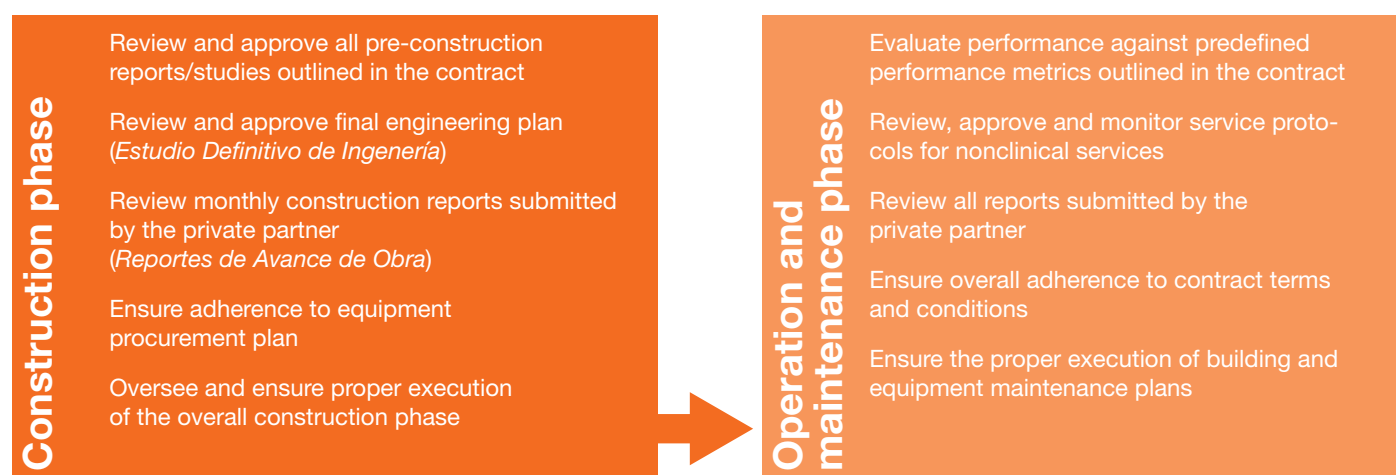 Construction phase
Review and approve all pre-construction
reports/studies outlined in the contract
Review and approve final engineering plan
(Estudio Definitivo de Ingenería)
Review monthly construction reports submitted
by the private partner
(Reportes de Avance de Obra)
Ensure adherence to equipment
procurement plan
Oversee and ensure proper execution
of the overall construction phase
Operation and
maintenance phase
Evaluate performance against predefined
performance metrics outlined in the contract
Review, approve and monitor service proto-
cols for nonclinical services
Review all reports submitted by the
private partner
Ensure overall adherence to contract terms
and conditions
Ensure the proper execution of building and
equipment maintenance plans